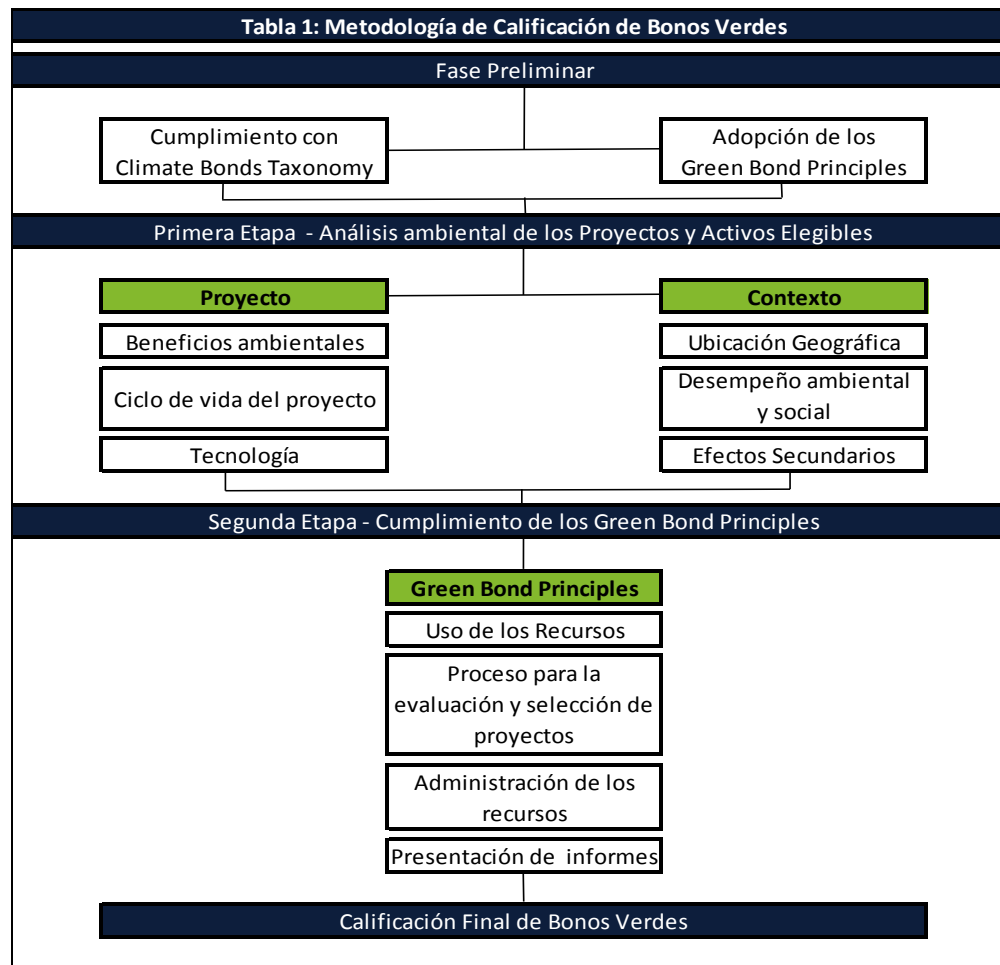 Tabla 1: Metodología de Calificación de Bonos Verdes
Fase Preliminar
Cumplimiento con
Climate Bonds Taxonomy
Adopción de los
Green Bond Principles
Primera Etapa - Análisis ambiental de los Proyectos y Activos Elegibles
Proyecto
Beneficios ambientales
Ciclo de vida del proyecto
Tecnología
Contexto
Ubicación Geográfica
Desempeño ambiental
y social
Efectos Secundarios
Segunda Etapa - Cumplimiento de los Green Bond Principles
Green Bond Principles
Uso de los Recursos
Proceso para la
evaluación y selección de
proyectos
Administración de los
recursos
Presentación de informes
Calificación Final de Bonos Verdes